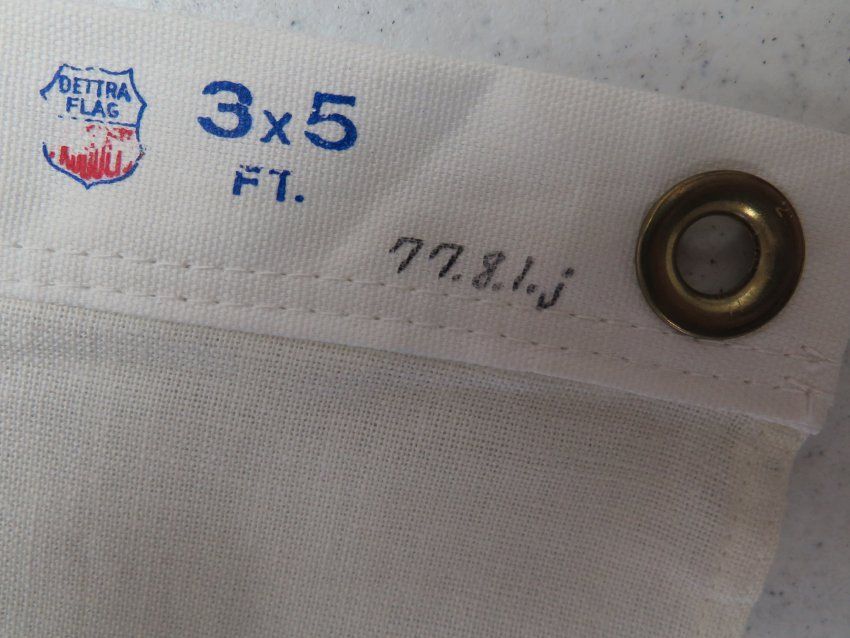 DETTRA
FLAG
3x5
FT.
77.8.1.j